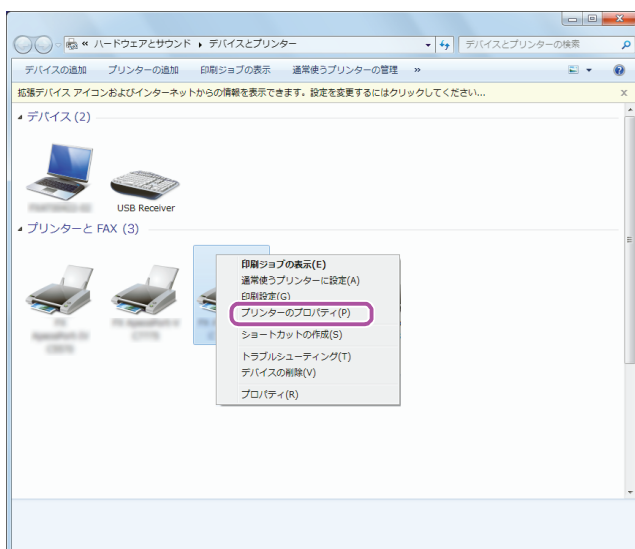 « ハードウェアとサウンド ▸ デバイスとプリンター
デバイスとプリンターの検索
デバイスの追加 プリンターの追加 印刷ジョブの表示 通常使うプリンターの管理 »
拡張デバイス アイコンおよびインターネットからの情報を表示できます。設定を変更するにはクリックしてください...
デバイス (2)
USB Receiver
プリンターと FAX (3)
印刷ジョブの表示(E)
通常使うプリンターに設定(A)
印刷設定(G)
プリンターのプロパティ(P)
ショートカットの作成(S)
トラブルシューティング(T)
デバイスの削除(V)
プロパティ(R)